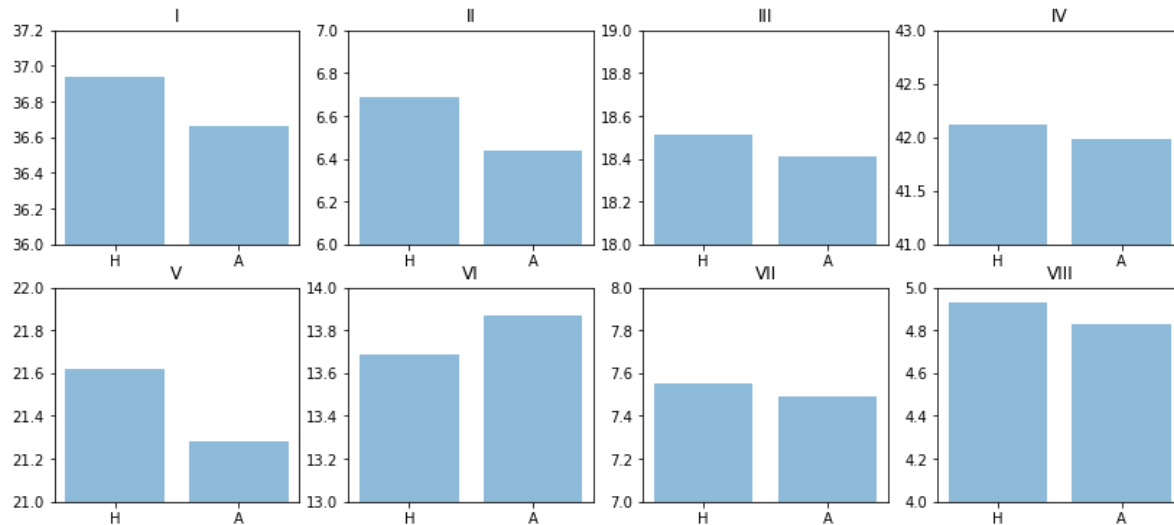 I II III IV
37.2 7.0 19.0 43.0
37.0 6.8 18.8 42.5
36.8 6.6 18.6 42.0
36.6 6.4 18.4 41.5
36.4 6.2 18.2 41.0
36.2 6.0 18.0
36.0
H A H A H A H A
V VI VII VIII
22.0 14.0 8.0 5.0
21.8 13.8 7.8 4.8
21.6 13.6 7.6 4.6
21.4 13.4 7.4 4.4
21.2 13.2 7.2 4.2
21.0 13.0 7.0 4.0
H A H A H A H A